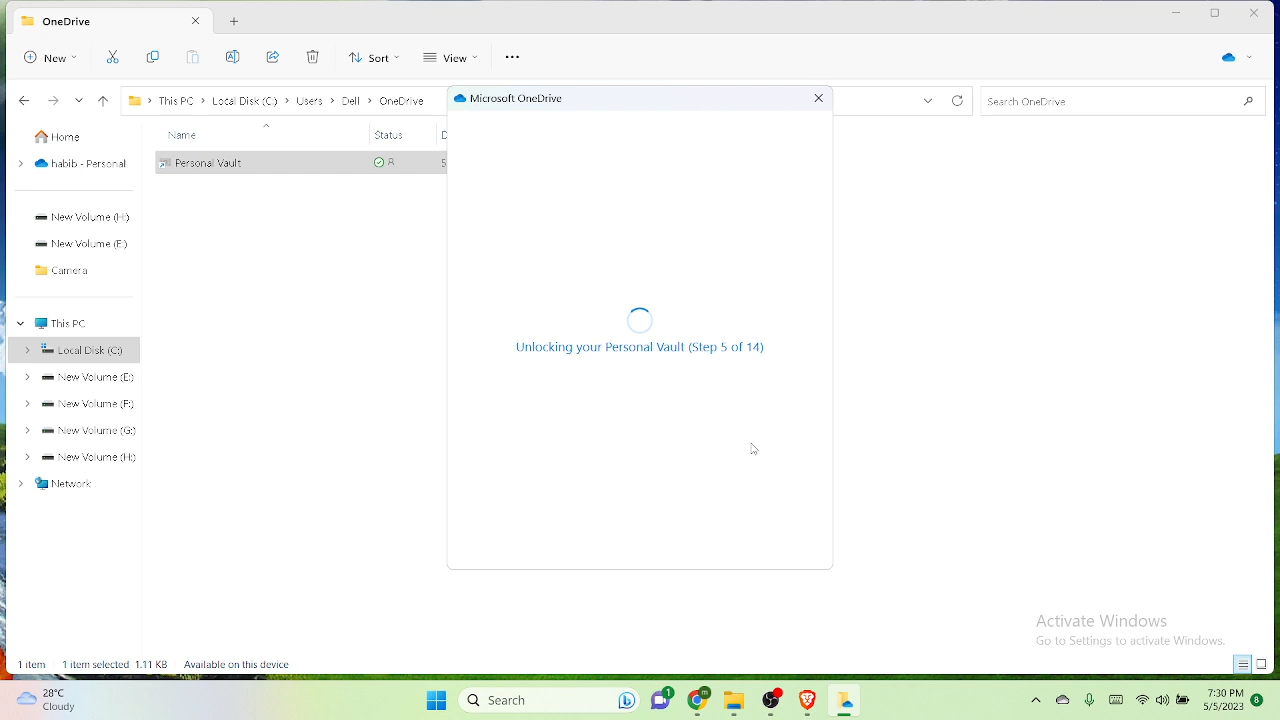 OneDrive
New
Sort
View
This PC
Local Disk (C:)
Users
Dell
OneDrive
Microsoft OneDrive
Search OneDrive
Home
habib - Personal
New Volume (H:)
New Volume (E:)
Camera
This PC
Local Disk (C:)
New Volume (E:)
New Volume (F:)
New Volume (G:)
New Volume (H:)
Network
Name
Status
D
Personal Vault
5
Unlocking your Personal Vault (Step 5 of 14)
Activate Windows
Go to Settings to activate Windows.
1 item
1 item selected 1.11 KB
Available on this device
28°C
Cloudy
Search
1
m
7:30 PM
5/5/2023
8